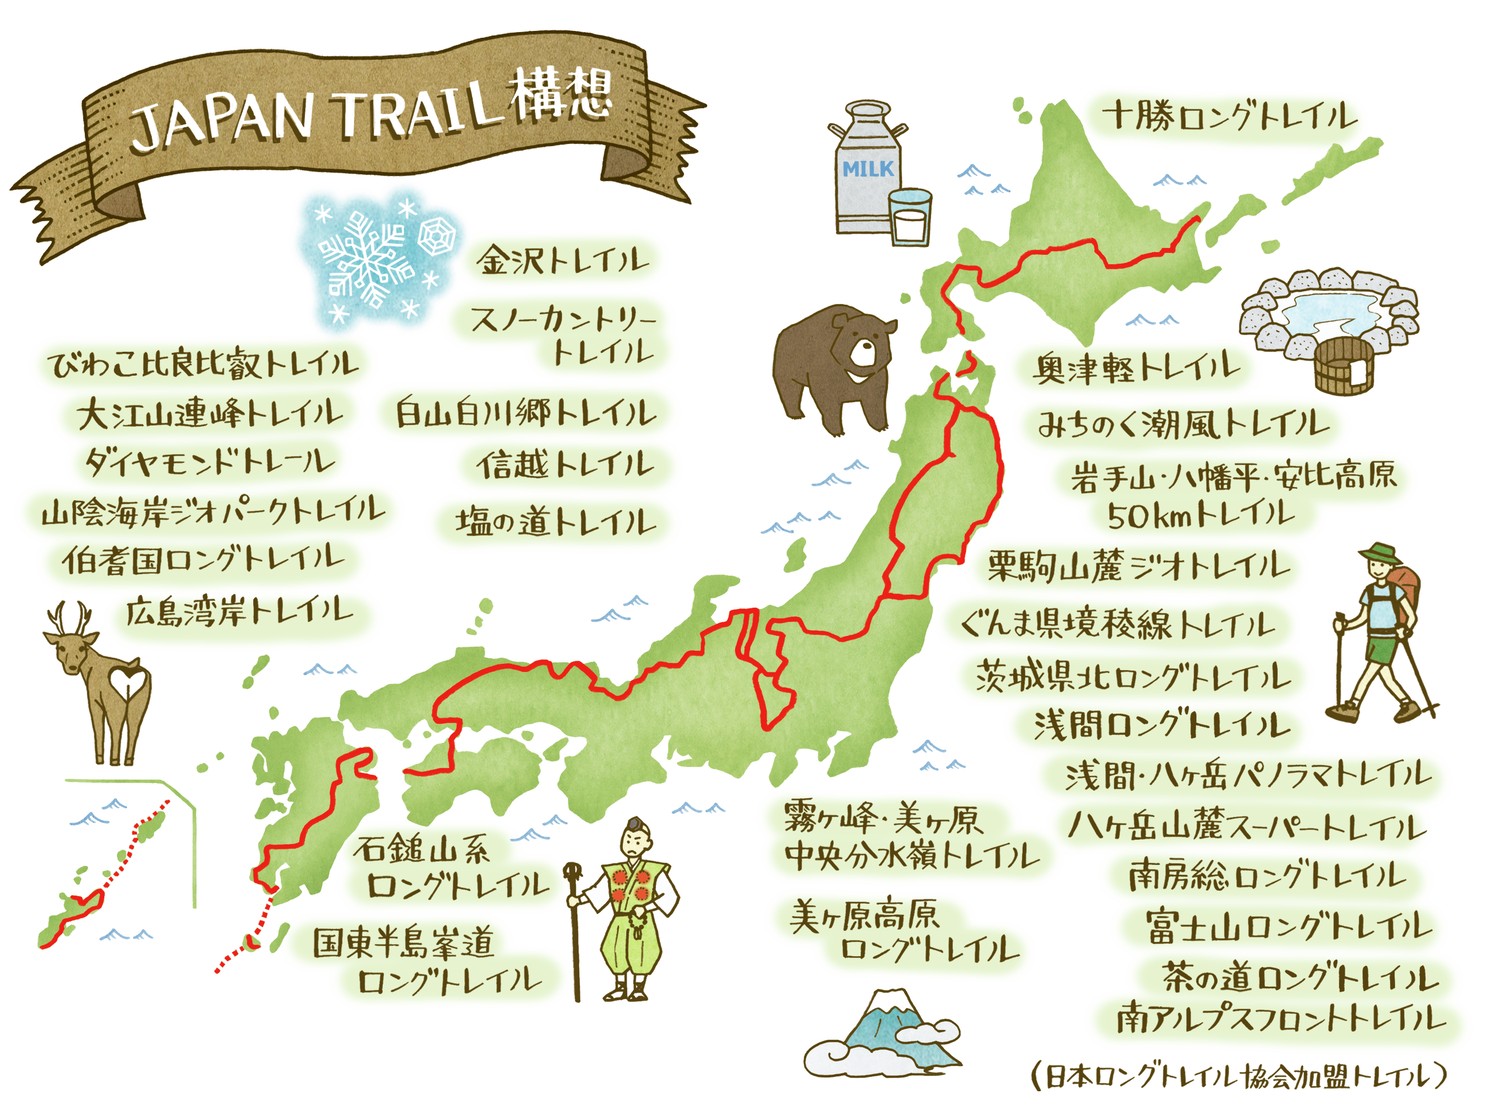 JAPAN TRAIL構想
MILK
金沢トレイル
スノーカントリー
トレイル
びわこ比良比叡トレイル
大江山連峰トレイル
ダイヤモンドトレール
山陰海岸ジオパークトレイル
伯耆国ロングトレイル
広島湾岸トレイル
白山白川郷トレイル
信越トレイル
塩の道トレイル
十勝ロングトレイル
奥津軽トレイル
みちのく潮風トレイル
岩手山・八幡平・安比高原
50kmトレイル
栗駒山麓ジオトレイル
ぐんま県境稜線トレイル
茨城県北ロングトレイル
浅間ロングトレイル
浅間・八ヶ岳パノラマトレイル
八ヶ岳山麓スーパートレイル
南房総ロングトレイル
富士山ロングトレイル
茶の道ロングトレイル
南アルプスフロントトレイル
霧ヶ峰・美ヶ原
中央分水嶺トレイル
美ヶ原高原
ロングトレイル
石鎚山系
ロングトレイル
国東半島峯道
ロングトレイル
(日本ロングトレイル協会加盟トレイル)